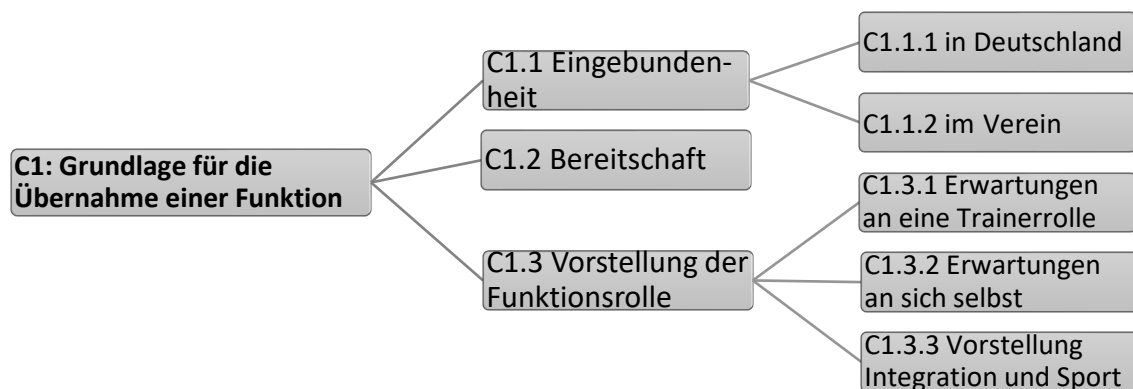 C1: Grundlage für die
Übernahme einer Funktion
C1.1 Eingebunden-
heit
C1.1.1 in Deutschland
C1.1.2 im Verein
C1.2 Bereitschaft
C1.3 Vorstellung der
Funktionsrolle
C1.3.1 Erwartungen
an eine Trainerrolle
C1.3.2 Erwartungen
an sich selbst
C1.3.3 Vorstellung
Integration und Sport